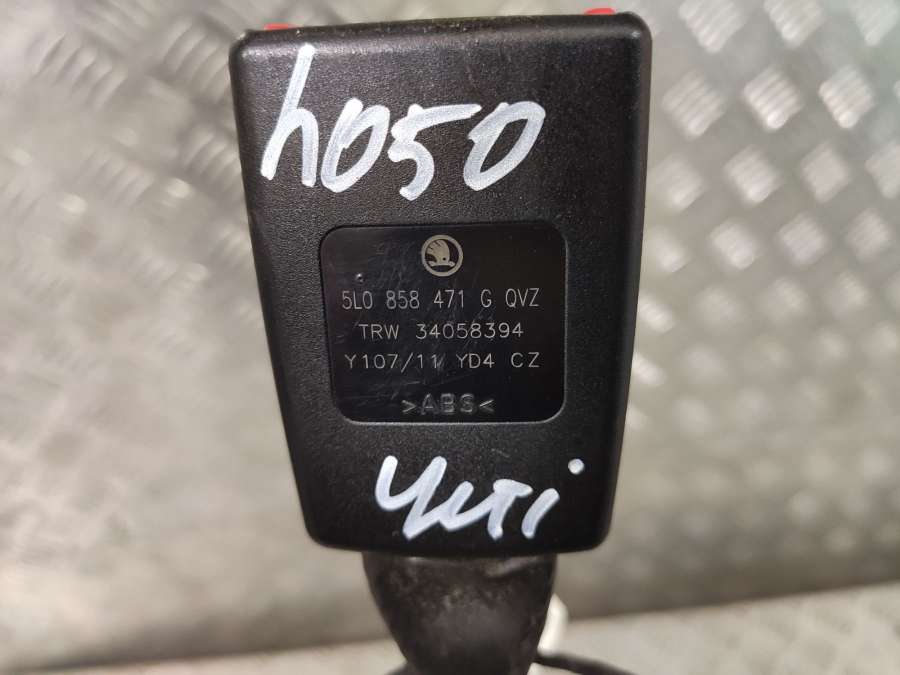 h050
5L0 858 471 G QVZ
TRW 34058394
Y107/11 YD4 CZ
>ABS<
Yeti